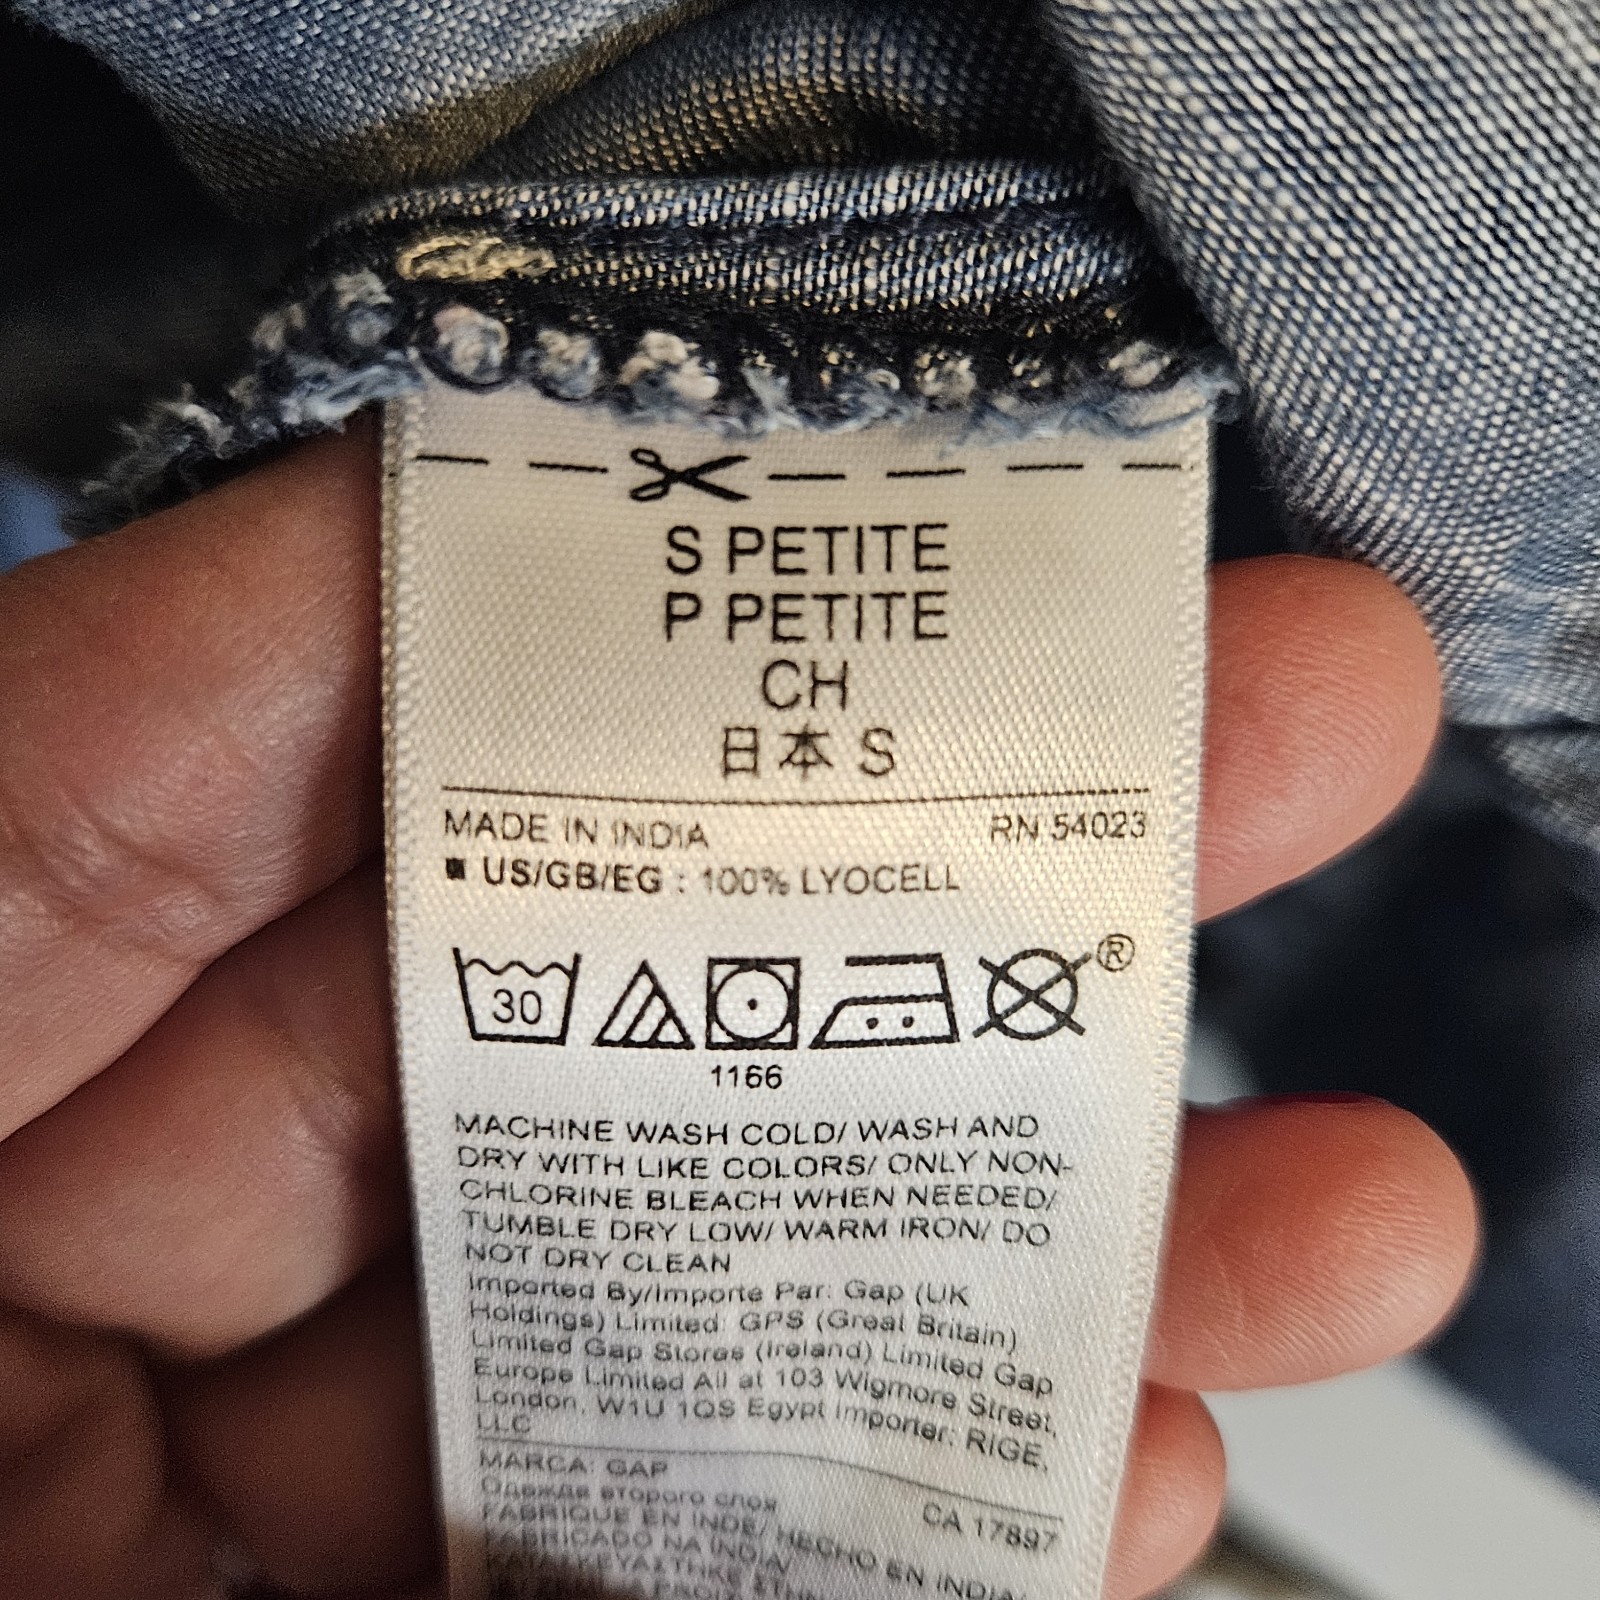 S PETITE
P PETITE
CH
日本 S
MADE IN INDIA RN 54023
US/GB/EG : 100% LYOCELL
30
®
1166
MACHINE WASH COLD/ WASH AND
DRY WITH LIKE COLORS/ ONLY NON-
CHLORINE BLEACH WHEN NEEDED/
TUMBLE DRY LOW/ WARM IRON/ DO
NOT DRY CLEAN
Imported By/Importe Par: Gap (UK
Holdings) Limited GPS (Great Britain)
Limited Gap Stores (Ireland) Limited Gap
Europe Limited All at 103 Wigmore Street,
London, W1U 1QS Egypt Importer: RIGE,
LLC
MARCA: GAP
Одежда второго слоя CA 17897
FABRIQUE EN INDE/ HECHO EN INDIA/
FABRICADO NA INDIA/